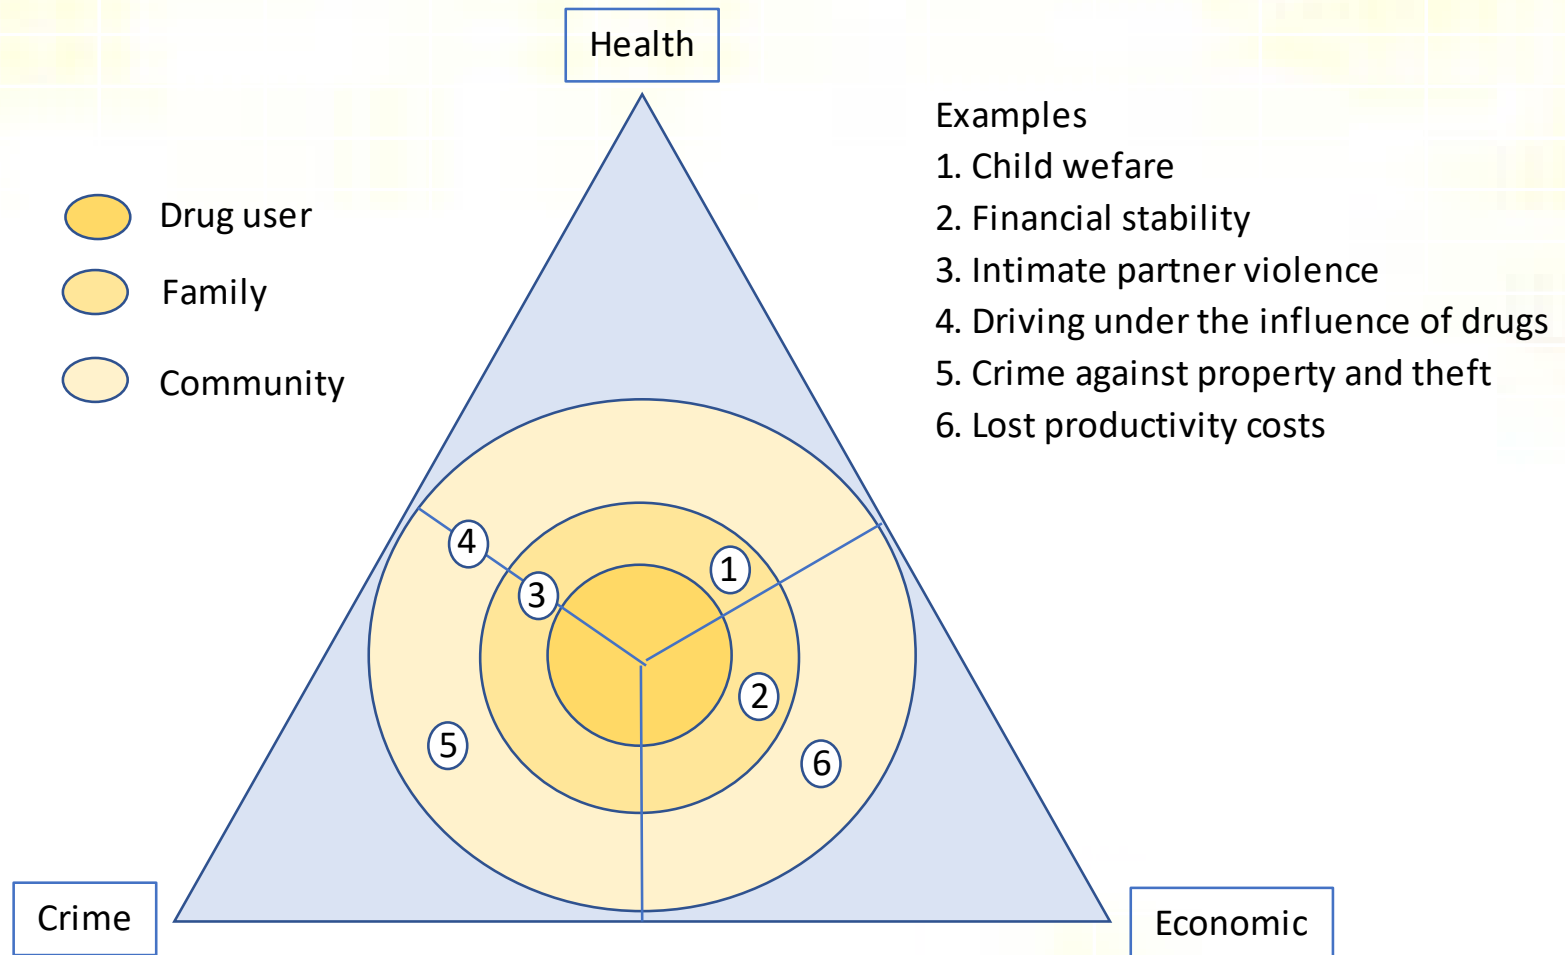 Health
Drug user
Family
Community
Examples
1. Child wefare
2. Financial stability
3. Intimate partner violence
4. Driving under the influence of drugs
5. Crime against property and theft
6. Lost productivity costs
4
3
1
2
5
6
Crime
Economic